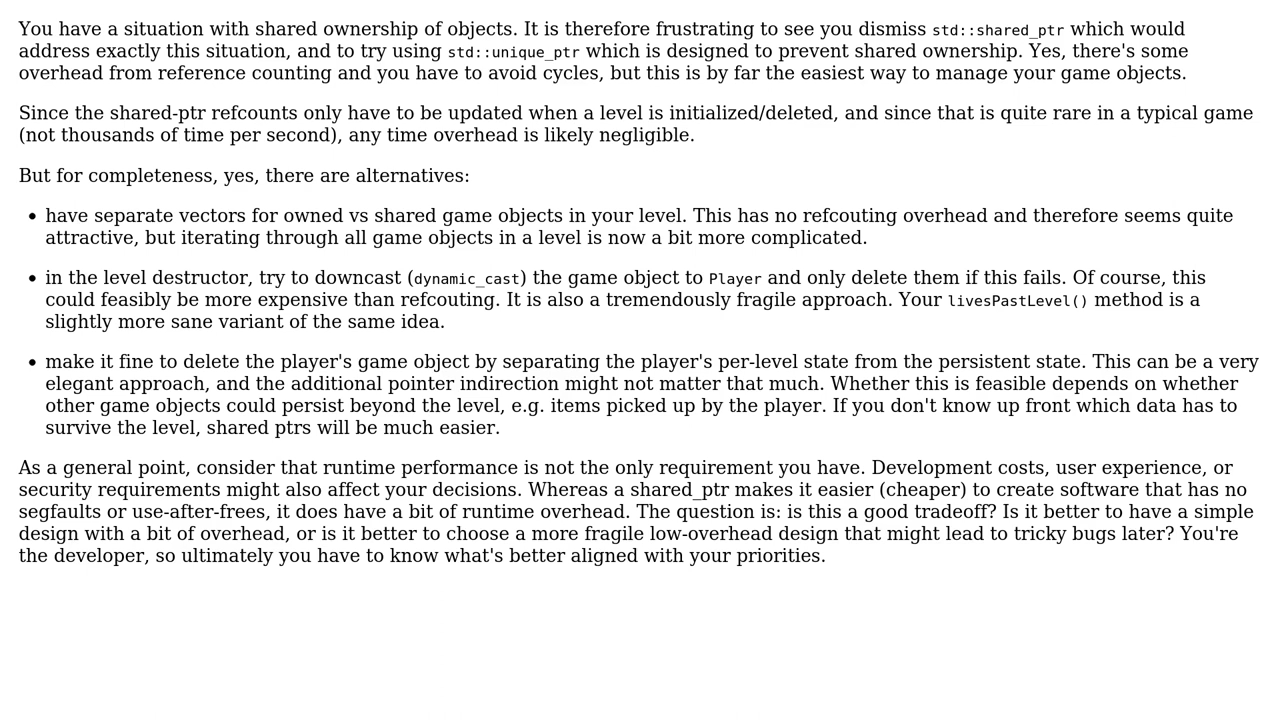 You have a situation with shared ownership of objects. It is therefore frustrating to see you dismiss std::shared_ptr which would
address exactly this situation, and to try using std::unique_ptr which is designed to prevent shared ownership. Yes, there's some
overhead from reference counting and you have to avoid cycles, but this is by far the easiest way to manage your game objects.
Since the shared-ptr refcounts only have to be updated when a level is initialized/deleted, and since that is quite rare in a typical game
(not thousands of time per second), any time overhead is likely negligible.
But for completeness, yes, there are alternatives:
• have separate vectors for owned vs shared game objects in your level. This has no refcouting overhead and therefore seems quite
attractive, but iterating through all game objects in a level is now a bit more complicated.
• in the level destructor, try to downcast (dynamic_cast) the game object to Player and only delete them if this fails. Of course, this
could feasibly be more expensive than refcouting. It is also a tremendously fragile approach. Your livesPastLevel() method is a
slightly more sane variant of the same idea.
• make it fine to delete the player's game object by separating the player's per-level state from the persistent state. This can be a very
elegant approach, and the additional pointer indirection might not matter that much. Whether this is feasible depends on whether
other game objects could persist beyond the level, e.g. items picked up by the player. If you don't know up front which data has to
survive the level, shared ptrs will be much easier.
As a general point, consider that runtime performance is not the only requirement you have. Development costs, user experience, or
security requirements might also affect your decisions. Whereas a shared_ptr makes it easier (cheaper) to create software that has no
segfaults or use-after-frees, it does have a bit of runtime overhead. The question is: is this a good tradeoff? Is it better to have a simple
design with a bit of overhead, or is it better to choose a more fragile low-overhead design that might lead to tricky bugs later? You're
the developer, so ultimately you have to know what's better aligned with your priorities.